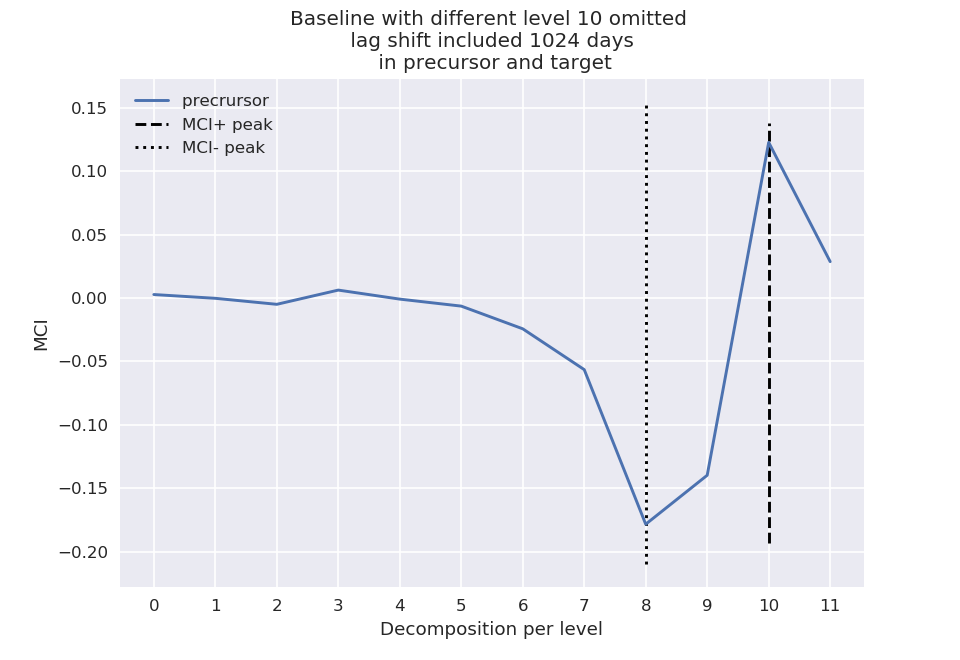 Baseline with different level 10 omitted
lag shift included 1024 days
in precursor and target
precrursor
MCI+ peak
MCI- peak
MCI
0.15
0.10
0.05
0.00
−0.05
−0.10
−0.15
−0.20
0 1 2 3 4 5 6 7 8 9 10 11
Decomposition per level